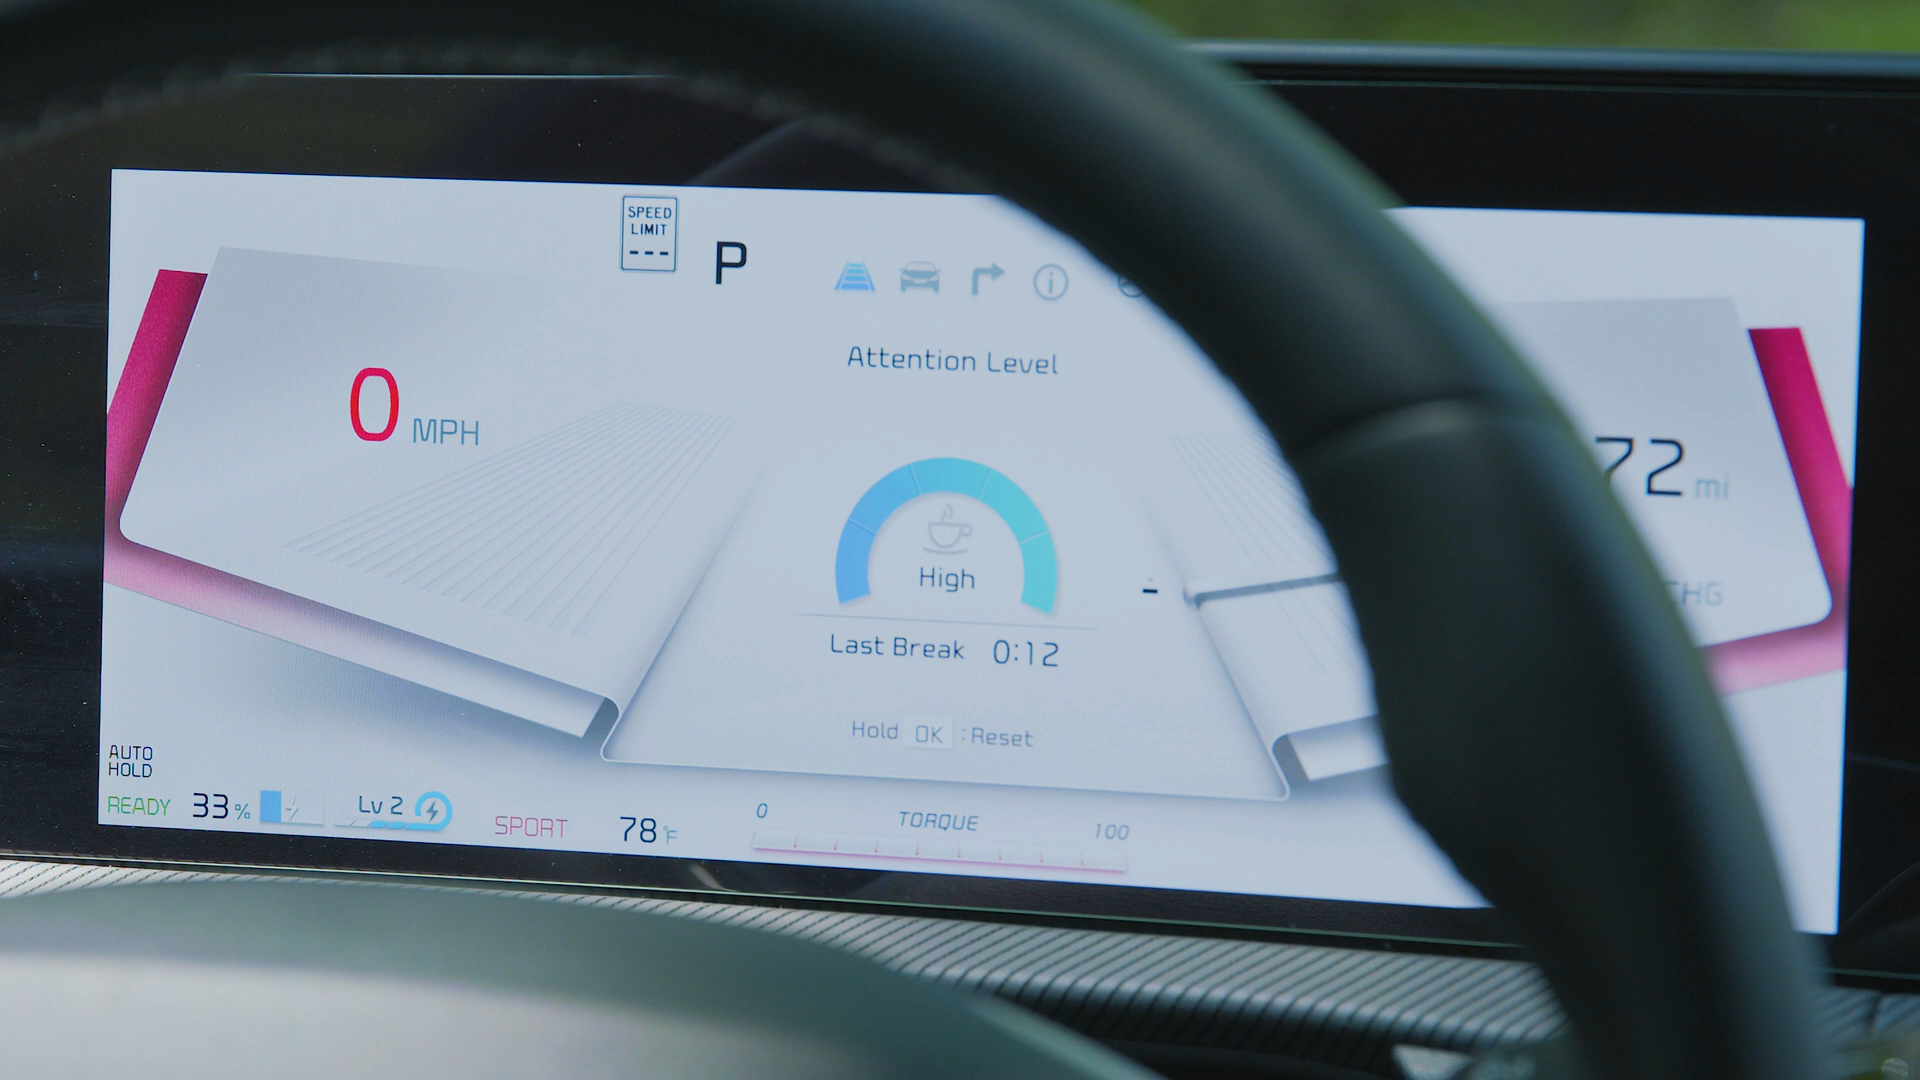 SPEED
LIMIT
---
P
Attention Level
0 MPH
72 mi
High
CHG
Last Break 0:12
Hold OK : Reset
AUTO
HOLD
READY 33% Lv 2 SPORT 78°F
0 TORQUE 100